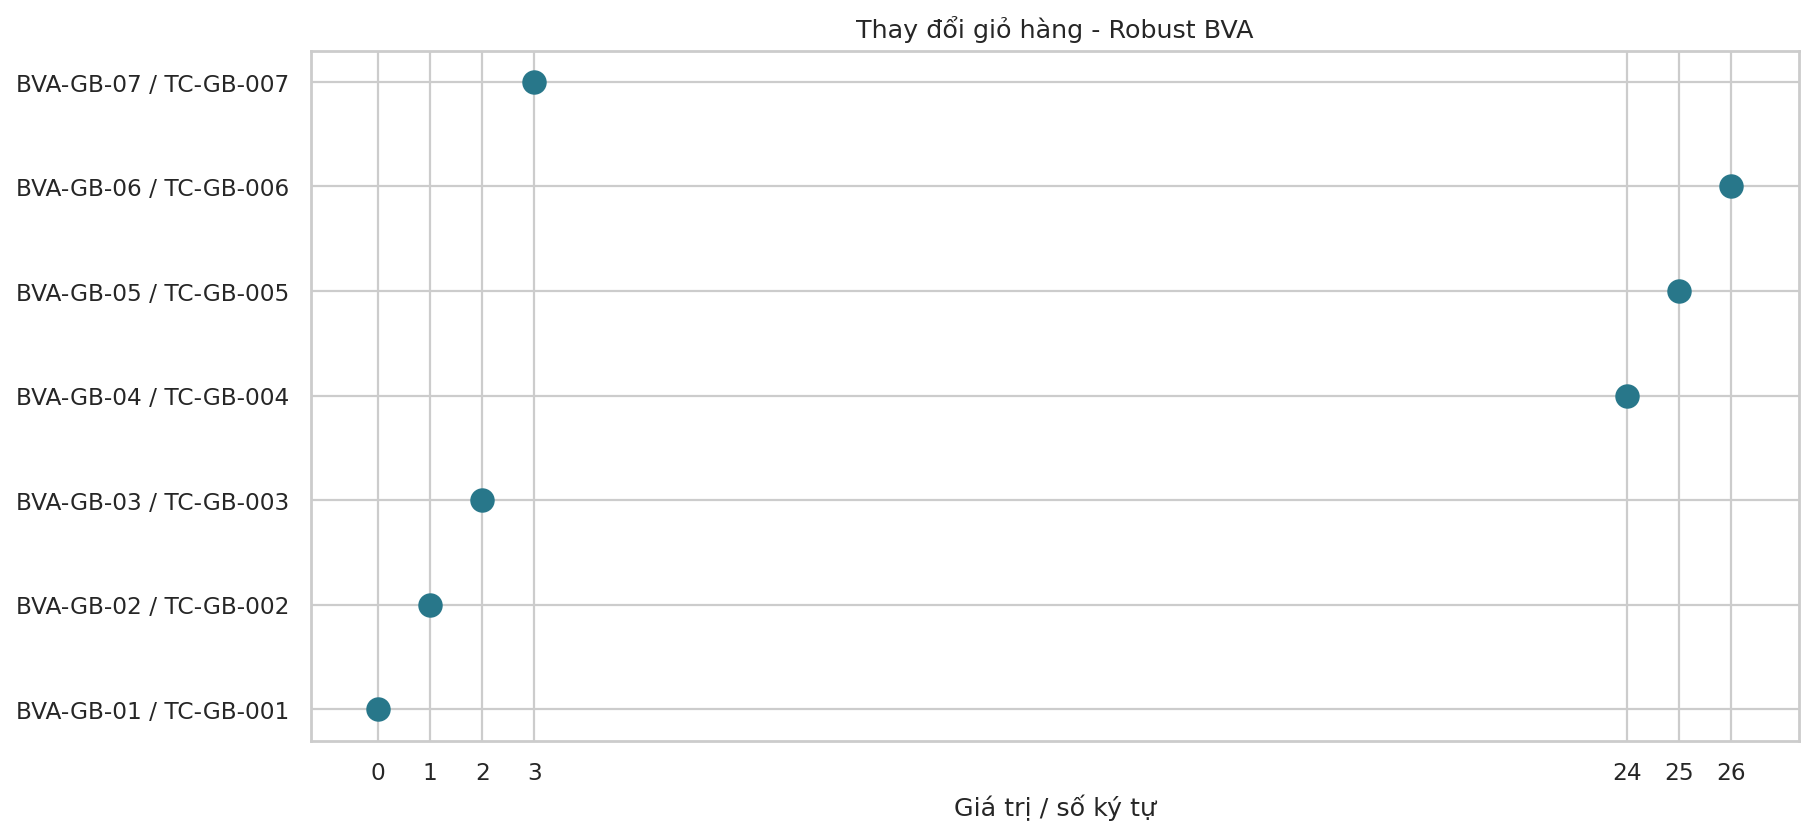 Thay đổi giỏ hàng - Robust BVA
BVA-GB-07 / TC-GB-007
BVA-GB-06 / TC-GB-006
BVA-GB-05 / TC-GB-005
BVA-GB-04 / TC-GB-004
BVA-GB-03 / TC-GB-003
BVA-GB-02 / TC-GB-002
BVA-GB-01 / TC-GB-001
0 1 2 3 24 25 26
Giá trị / số ký tự